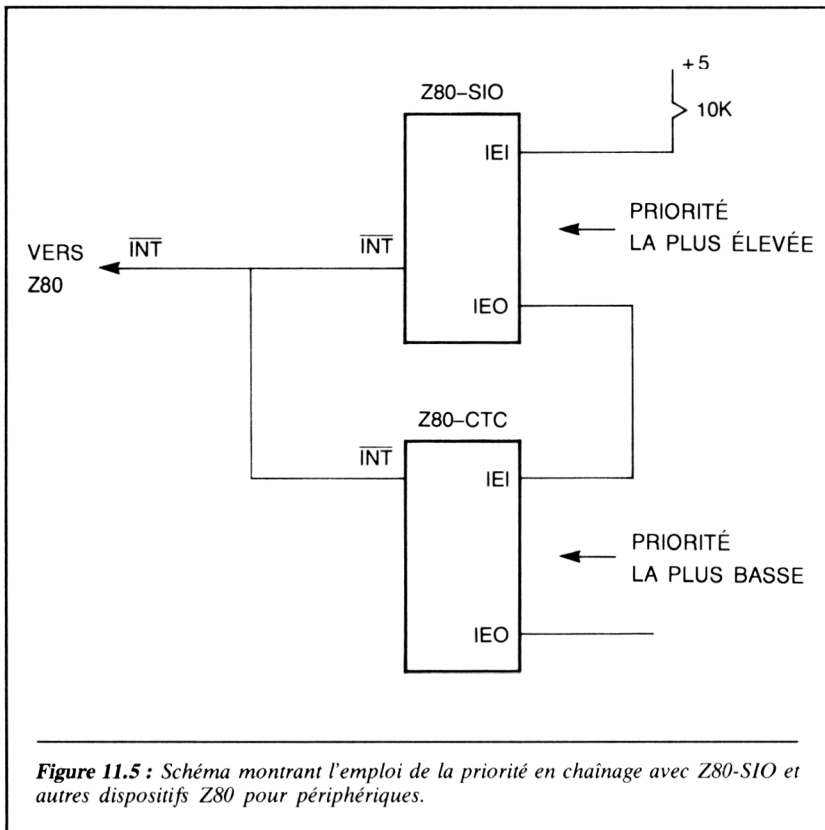 +5
Z80–SIO
10K
IEI
PRIORITÉ
LA PLUS ÉLEVÉE
VERS
Z80
INT
INT
IEO
Z80–CTC
INT
IEI
PRIORITÉ
LA PLUS BASSE
IEO
Figure 11.5 : Schéma montrant l'emploi de la priorité en chaînage avec Z80-SIO et
autres dispositifs Z80 pour périphériques.